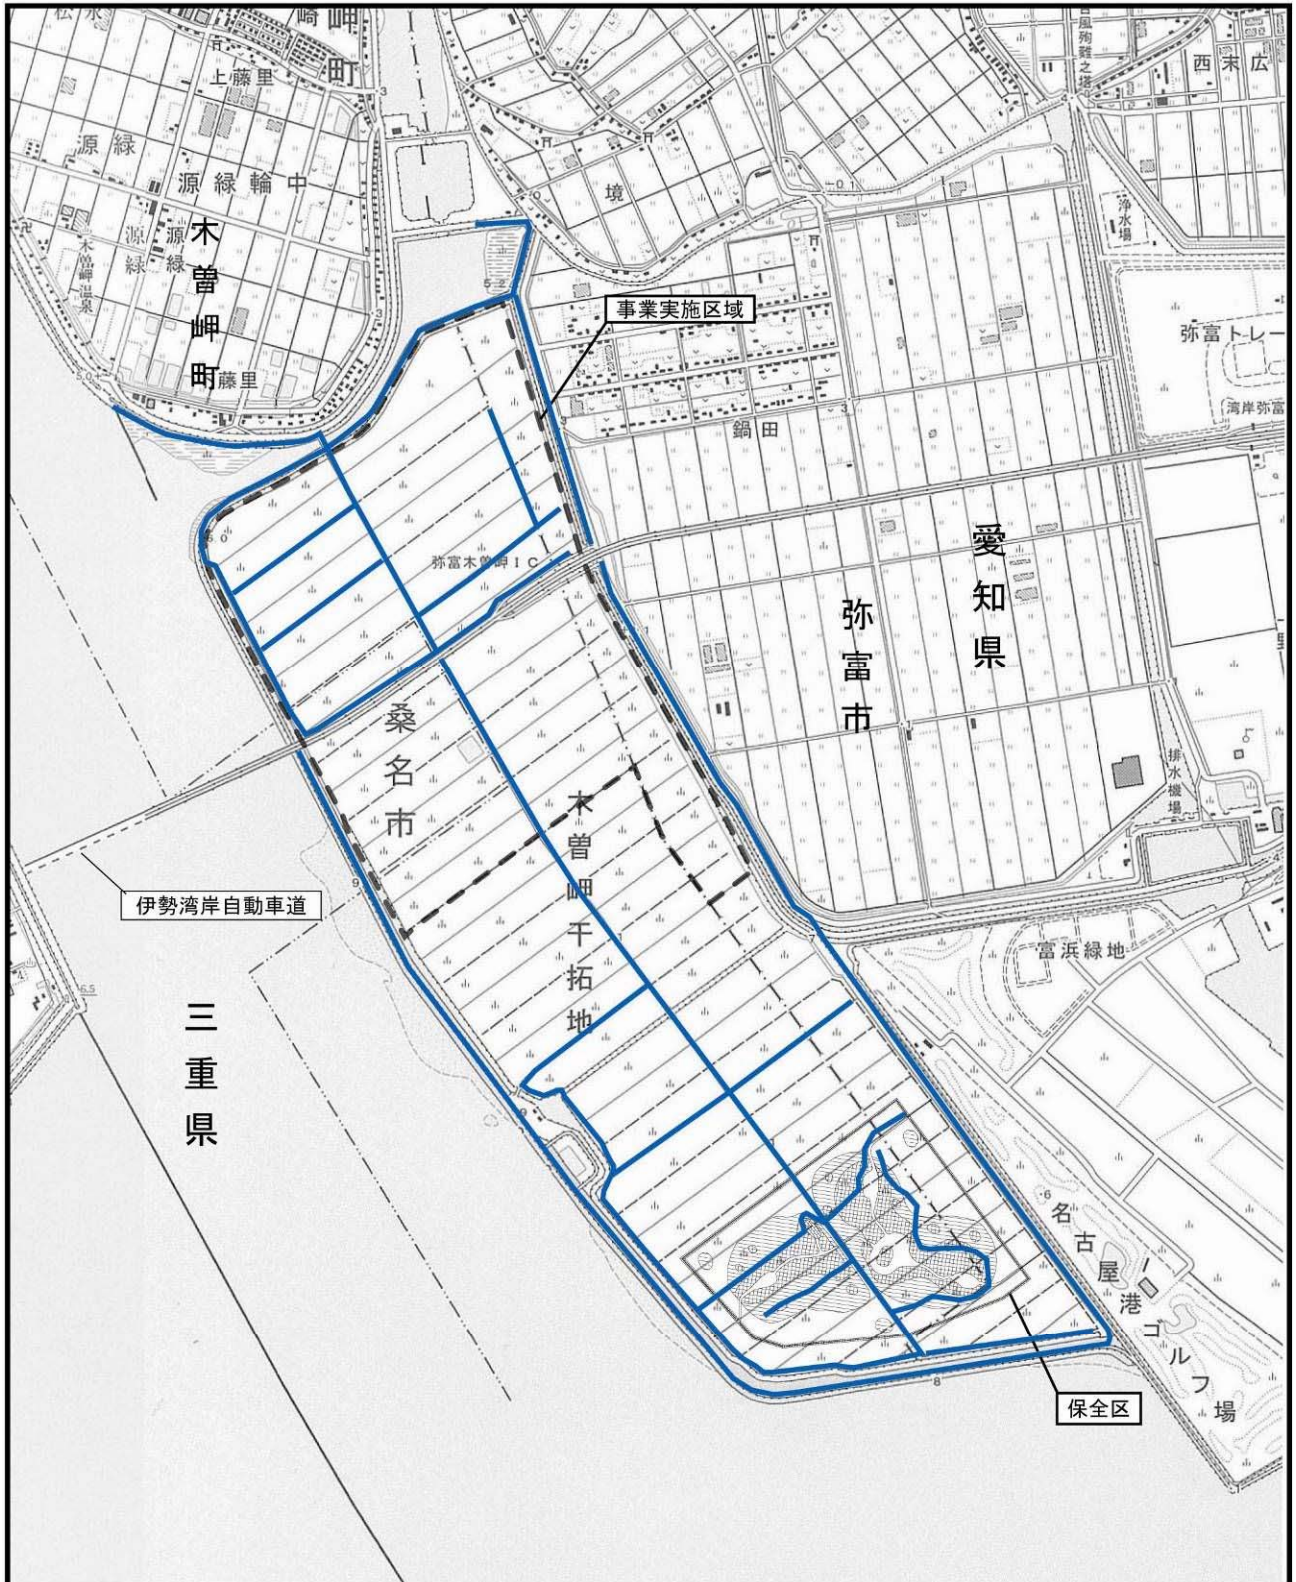 岬町
崎
上藤里
源緑
源緑輪中
源緑
源緑
木曽岬温泉
木曽岬町
藤里
境
西末広
浄水場
事業実施区域
弥富トレー
湾岸弥富
鍋田
弥富木曽岬IC
愛知県
弥富市
桑名市
木曽岬干拓地
排水機場
伊勢湾岸自動車道
富浜緑地
三重県
名古屋港ゴルフ場
保全区